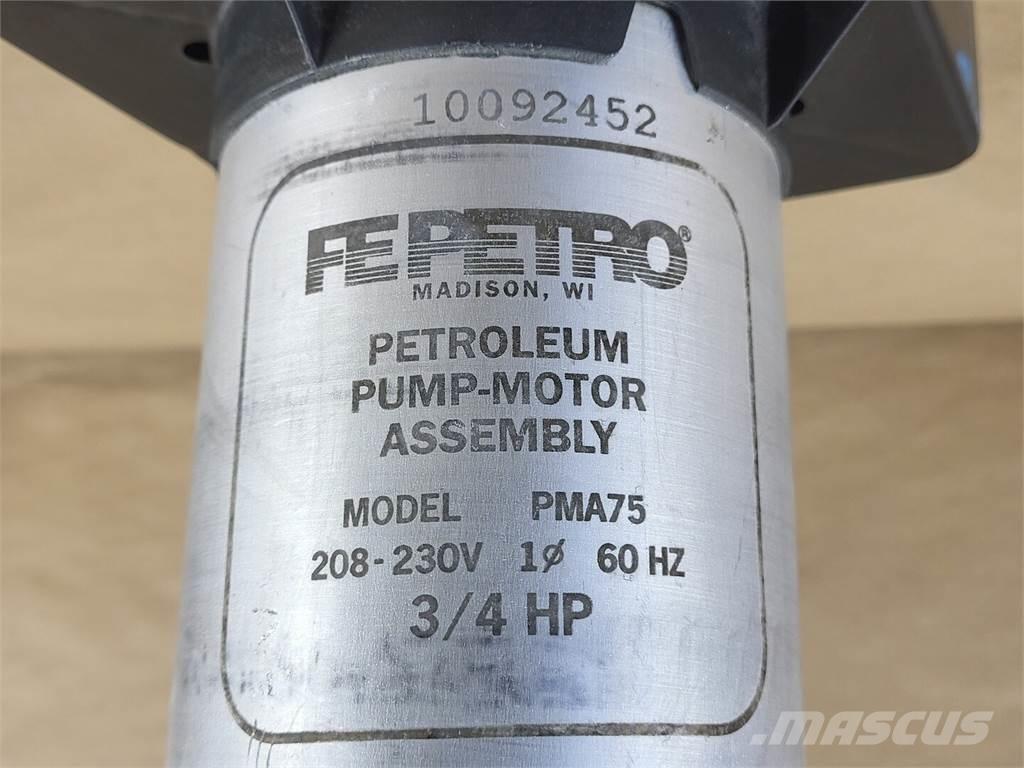 10092452
FE PETRO®
MADISON, WI
PETROLEUM
PUMP-MOTOR
ASSEMBLY
MODEL PMA75
208-230V 1ø 60 HZ
3/4 HP
MASCUS